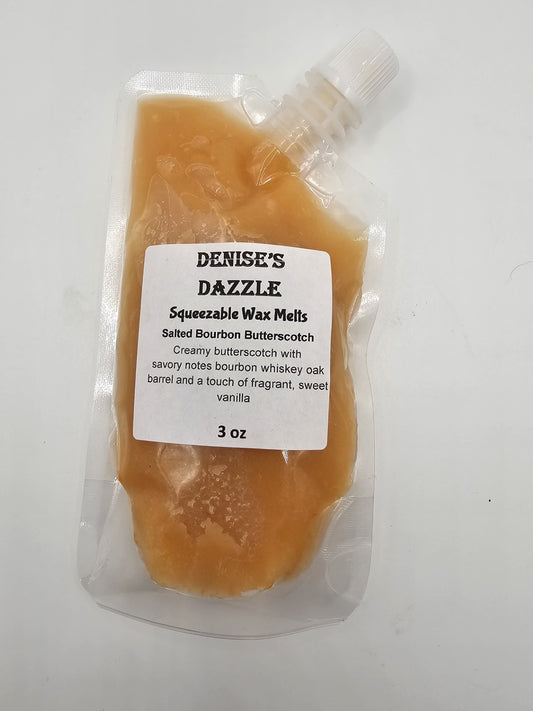 DENISE'S
DAZZLE
Squeezable Wax Melts
Salted Bourbon Butterscotch
Creamy butterscotch with
savory notes bourbon whiskey oak
barrel and a touch of fragrant, sweet
vanilla
3 oz